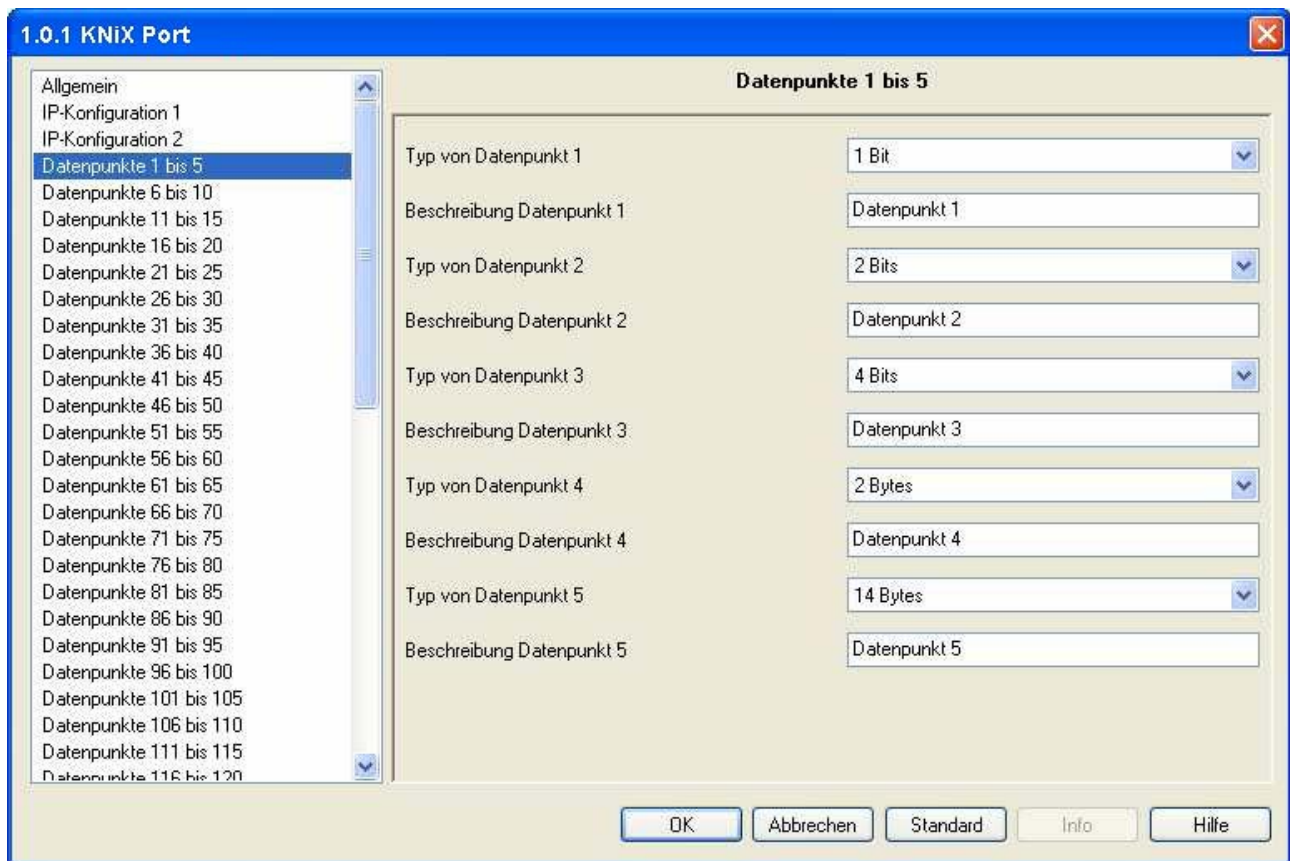 1.0.1 KNiX Port
Allgemein
IP-Konfiguration 1
IP-Konfiguration 2
Datenpunkte 1 bis 5
Datenpunkte 6 bis 10
Datenpunkte 11 bis 15
Datenpunkte 16 bis 20
Datenpunkte 21 bis 25
Datenpunkte 26 bis 30
Datenpunkte 31 bis 35
Datenpunkte 36 bis 40
Datenpunkte 41 bis 45
Datenpunkte 46 bis 50
Datenpunkte 51 bis 55
Datenpunkte 56 bis 60
Datenpunkte 61 bis 65
Datenpunkte 66 bis 70
Datenpunkte 71 bis 75
Datenpunkte 76 bis 80
Datenpunkte 81 bis 85
Datenpunkte 86 bis 90
Datenpunkte 91 bis 95
Datenpunkte 96 bis 100
Datenpunkte 101 bis 105
Datenpunkte 106 bis 110
Datenpunkte 111 bis 115
Datenpunkte 116 bis 120
Datenpunkte 1 bis 5
Typ von Datenpunkt 1 1 Bit
Beschreibung Datenpunkt 1 Datenpunkt 1
Typ von Datenpunkt 2 2 Bits
Beschreibung Datenpunkt 2 Datenpunkt 2
Typ von Datenpunkt 3 4 Bits
Beschreibung Datenpunkt 3 Datenpunkt 3
Typ von Datenpunkt 4 2 Bytes
Beschreibung Datenpunkt 4 Datenpunkt 4
Typ von Datenpunkt 5 14 Bytes
Beschreibung Datenpunkt 5 Datenpunkt 5
OK Abbrechen Standard Info Hilfe